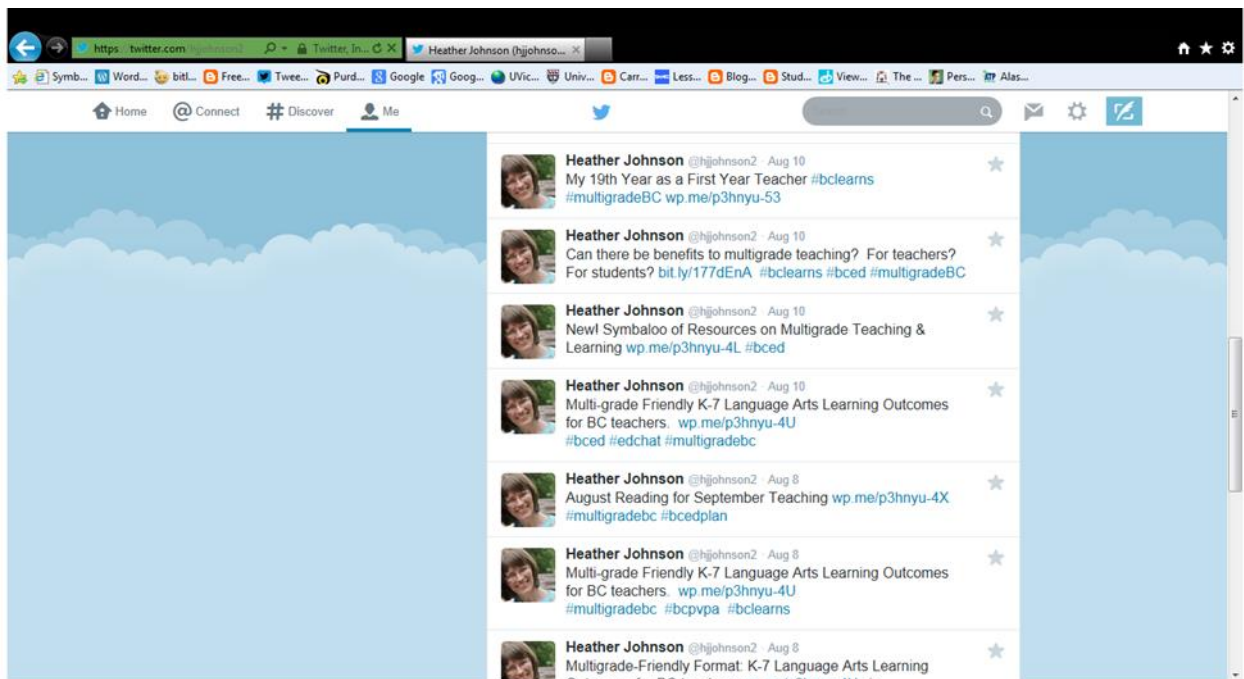 https://twitter.com/hjjohnson2 Twitter, In... Heather Johnson (hjjohnso...
Symb... Word... bitl... Free... Twee... Purd... Google Goog... UVic... Univ... Carr... Less... Blog... Stud... View... The ... Pers... Alas...
Home Connect # Discover Me
Heather Johnson @hjjohnson2 · Aug 10
My 19th Year as a First Year Teacher #bclearns
#multigradeBC wp.me/p3hnyu-53
Heather Johnson @hjjohnson2 · Aug 10
Can there be benefits to multigrade teaching? For teachers?
For students? bit.ly/177dEnA #bclearns #bced #multigradeBC
Heather Johnson @hjjohnson2 · Aug 10
New! Symbaloo of Resources on Multigrade Teaching &
Learning wp.me/p3hnyu-4L #bced
Heather Johnson @hjjohnson2 · Aug 10
Multi-grade Friendly K-7 Language Arts Learning Outcomes
for BC teachers. wp.me/p3hnyu-4U
#bced #edchat #multigradebc
Heather Johnson @hjjohnson2 · Aug 8
August Reading for September Teaching wp.me/p3hnyu-4X
#multigradebc #bcedplan
Heather Johnson @hjjohnson2 · Aug 8
Multi-grade Friendly K-7 Language Arts Learning Outcomes
for BC teachers. wp.me/p3hnyu-4U
#multigradebc #bcpvpa #bclearns
Heather Johnson @hjjohnson2 · Aug 8
Multigrade-Friendly Format: K-7 Language Arts Learning